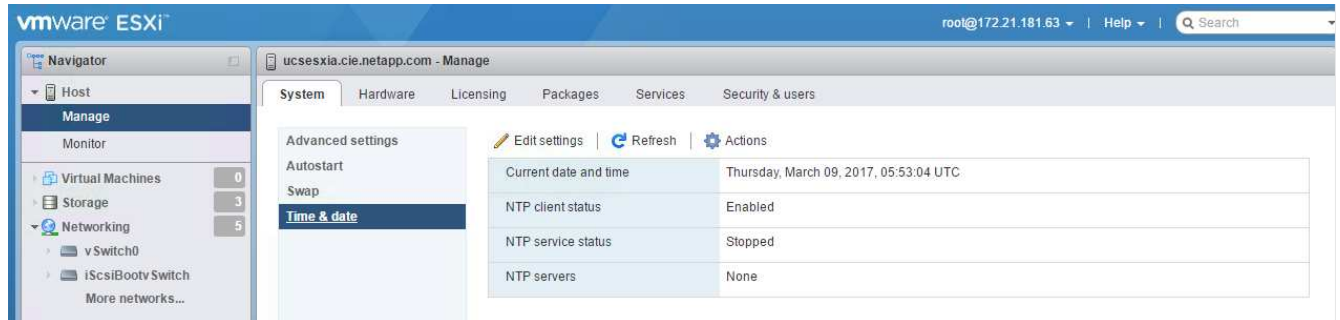 vmware ESXi™
root@172.21.181.63 | Help | Search
Navigator
Host
Manage
Monitor
Virtual Machines 0
Storage 3
Networking 5
vSwitch0
iScsiBootvSwitch
More networks...
ucsesxia.cie.netapp.com - Manage
System Hardware Licensing Packages Services Security & users
Advanced settings
Autostart
Swap
Time & date
Edit settings | Refresh | Actions
Current date and time Thursday, March 09, 2017, 05:53:04 UTC
NTP client status Enabled
NTP service status Stopped
NTP servers None